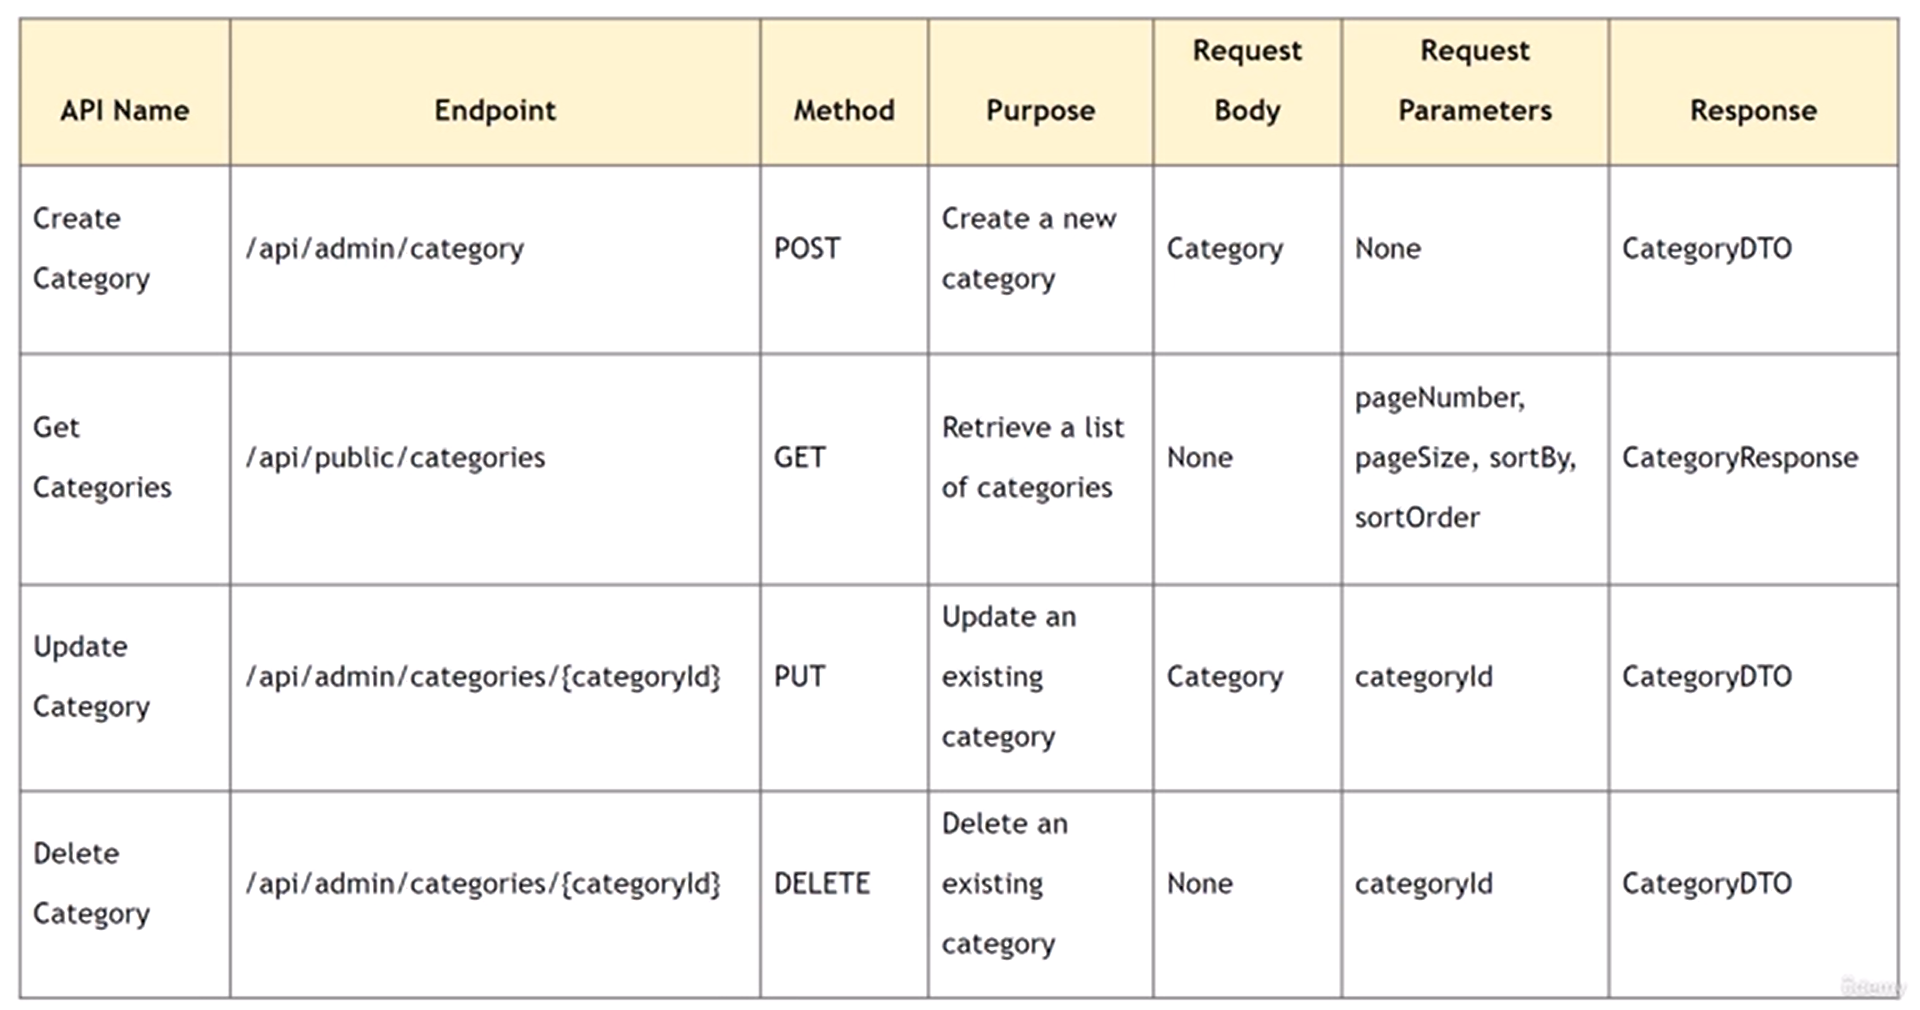 API Name Endpoint Method Purpose Request Body Request Parameters Response
Create Category /api/admin/category POST Create a new category Category None CategoryDTO
Get Categories /api/public/categories GET Retrieve a list of categories None pageNumber, pageSize, sortBy, sortOrder CategoryResponse
Update Category /api/admin/categories/{categoryId} PUT Update an existing category Category categoryId CategoryDTO
Delete Category /api/admin/categories/{categoryId} DELETE Delete an existing category None categoryId CategoryDTO
ûdemy